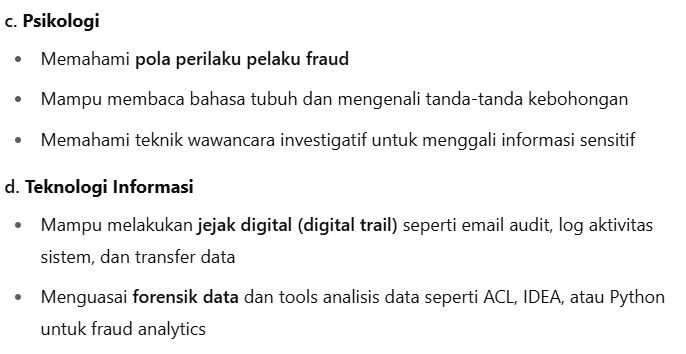 c. Psikologi
• Memahami pola perilaku pelaku fraud
• Mampu membaca bahasa tubuh dan mengenali tanda-tanda kebohongan
• Memahami teknik wawancara investigatif untuk menggali informasi sensitif
d. Teknologi Informasi
• Mampu melakukan jejak digital (digital trail) seperti email audit, log aktivitas
sistem, dan transfer data
• Menguasai forensik data dan tools analisis data seperti ACL, IDEA, atau Python
untuk fraud analytics